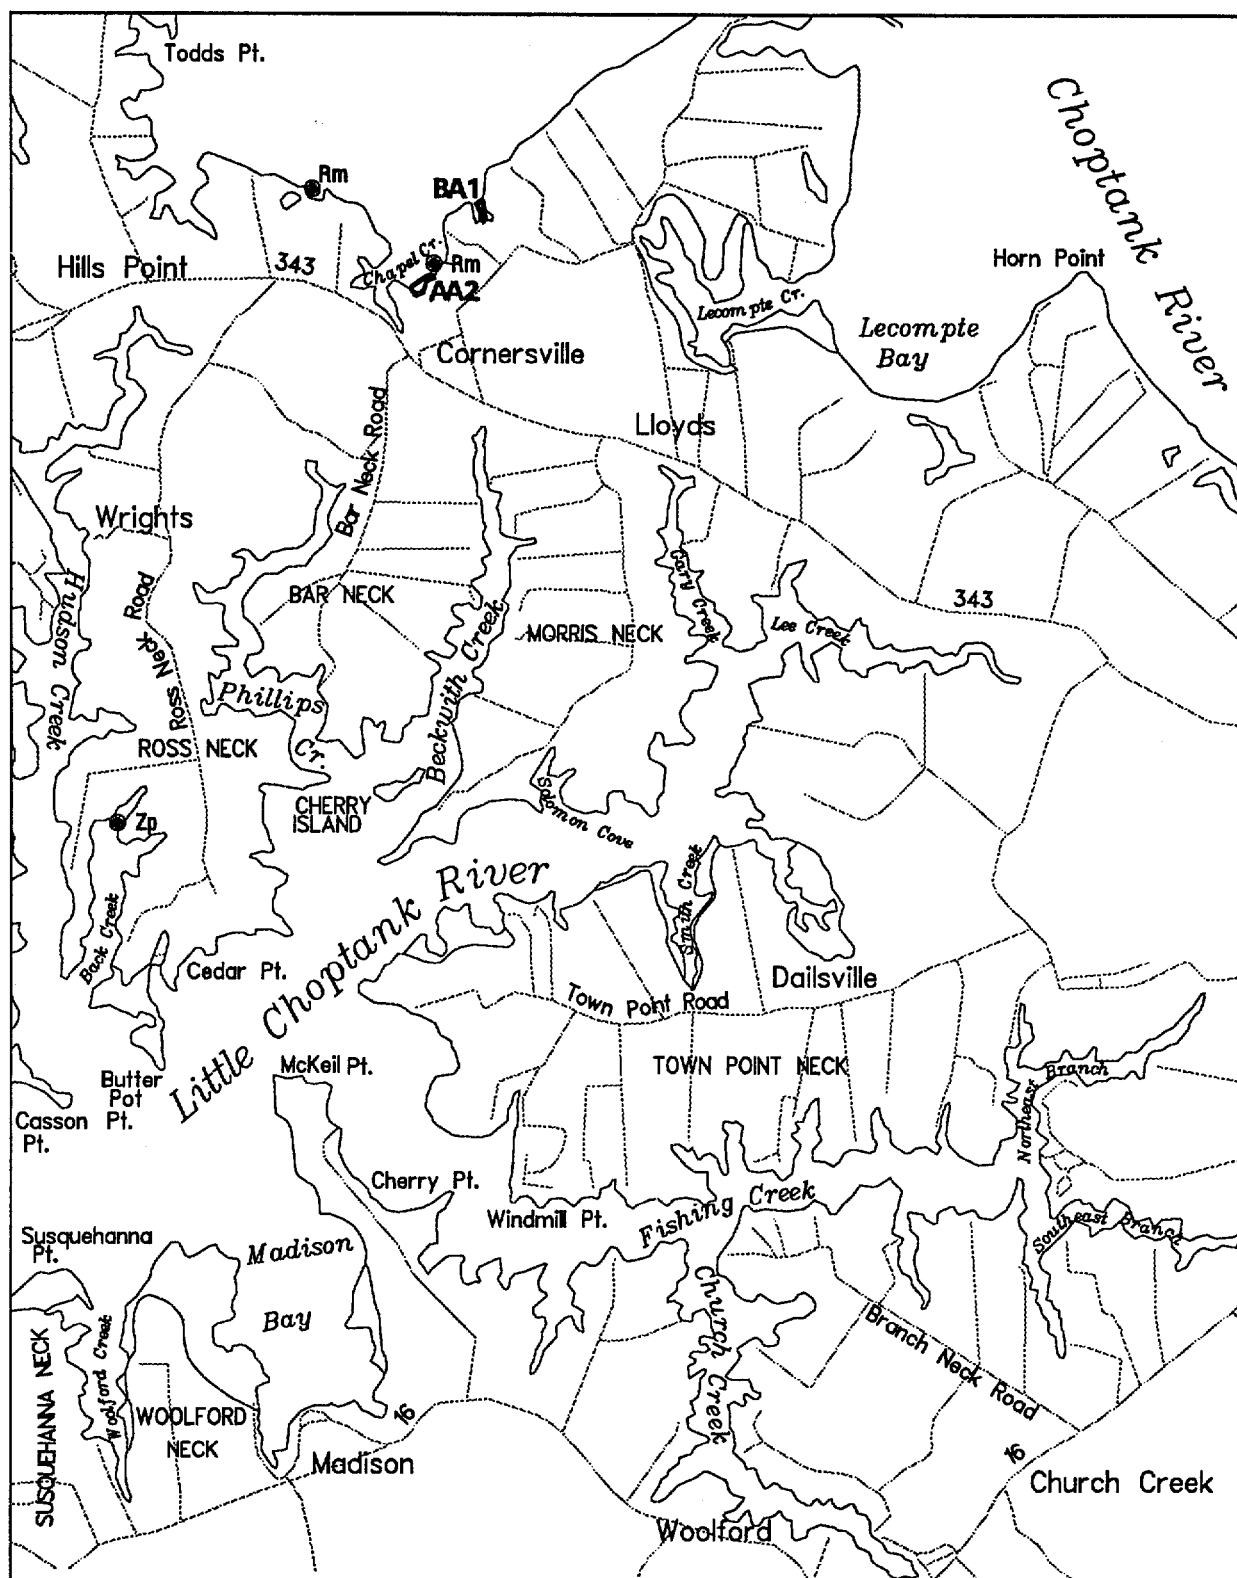 Todds Pt.
Choptank
River
Rm
BA1
Chapel Cr.
Rm
AA2
Hills Point
343
Horn Point
Lecompte Cr.
Lecompte
Bay
Cornersville
Lloyds
Bar Neck Road
Wrights
Hudson Creek
Ross Neck Road
BAR NECK
Beckwith Creek
MORRIS NECK
Gary Creek
Lee Creek
343
Phillips
Cr.
ROSS NECK
CHERRY
ISLAND
Solomon Cove
Zp
Back Creek
Little Choptank River
Smith Creek
Cedar Pt.
Dailsville
Town Point Road
McKeil Pt.
TOWN POINT NECK
Butter
Pot
Pt.
Casson
Pt.
Northeast
Branch
Cherry Pt.
Windmill Pt.
Fishing Creek
Southeast Branch
Susquehanna
Pt.
Madison
Bay
Church Creek
Branch Neck Road
SUSQUEHANNA NECK
Woolford Creek
WOOLFORD
NECK
16
Madison
16
Church Creek
Woolford